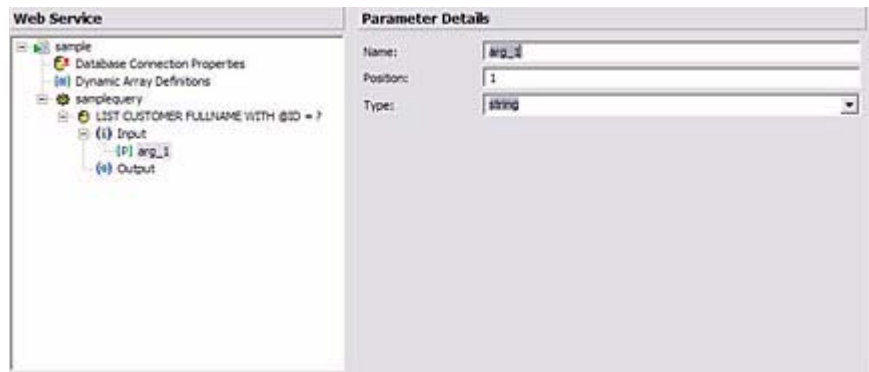 Web Service
sample
Database Connection Properties
Dynamic Array Definitions
samplequery
LIST CUSTOMER FULLNAME WITH @ID = ?
Input
arg_1
Output
Parameter Details
Name: arg_1
Position: 1
Type: string